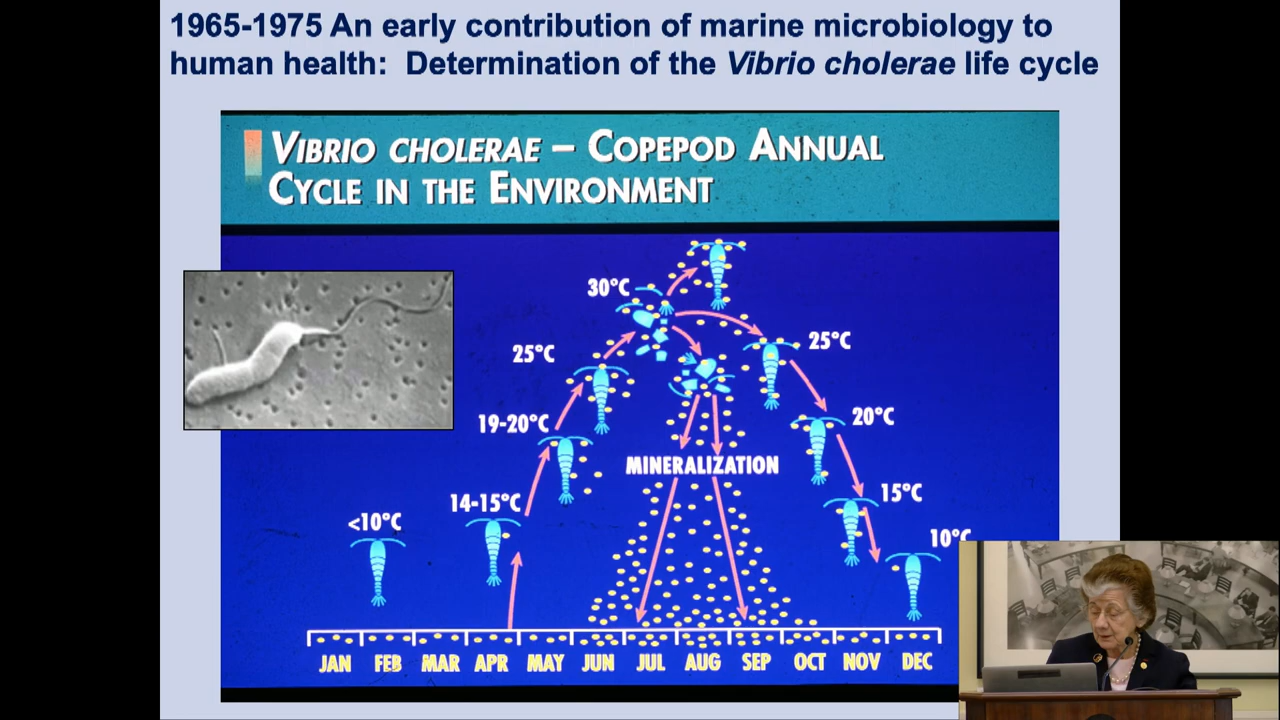 1965-1975 An early contribution of marine microbiology to
human health: Determination of the Vibrio cholerae life cycle
VIBRIO CHOLERAE – COPEPOD ANNUAL
CYCLE IN THE ENVIRONMENT
30°C
25°C
25°C
19-20°C
20°C
MINERALIZATION
14-15°C
15°C
<10°C
10°C
JAN FEB MAR APR MAY JUN JUL AUG SEP OCT NOV DEC